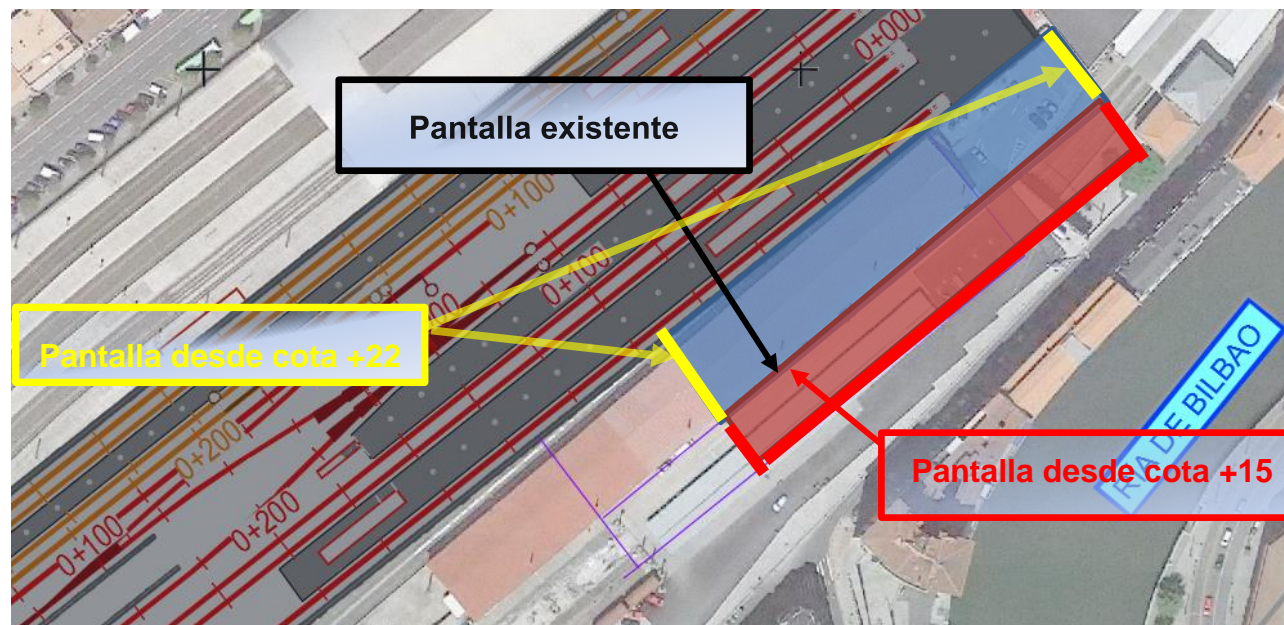 0+000
Pantalla existente
0+100
0+100
Pantalla desde cota +22
RIA DE BILBAO
0+200
Pantalla desde cota +15
0+200
0+100